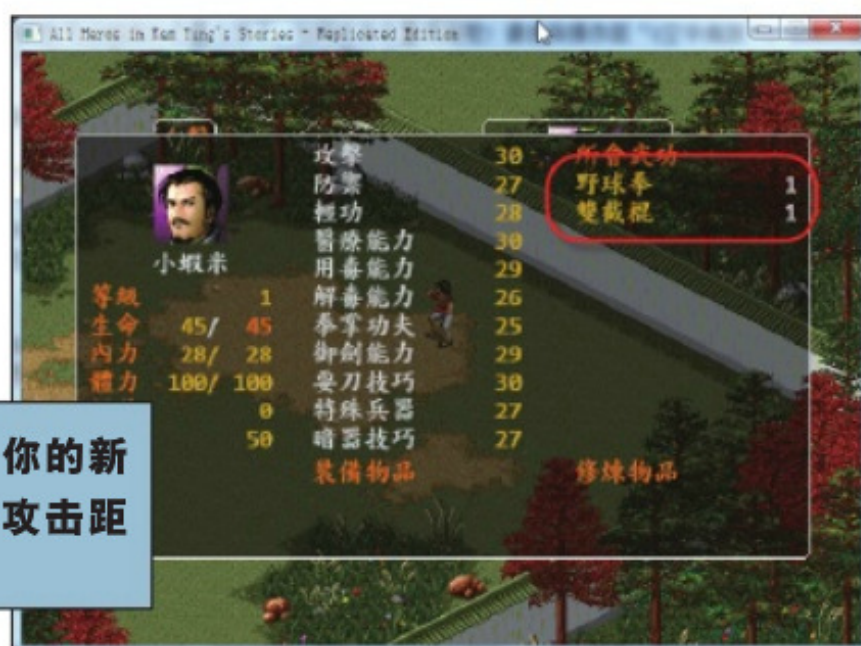 All Heros in Kam Yung's Stories - Replicated Edition
小蝦米
等級 1
生命 45/ 45
內力 28/ 28
體力 100/ 100
0
50
攻擊 30
防禦 27
輕功 28
醫療能力 30
用毒能力 29
解毒能力 26
拳掌功夫 25
御劍能力 29
耍刀技巧 30
特殊兵器 27
暗器技巧 27
裝備物品
所會武功
野球拳 1
雙截棍 1
修煉物品
你的新
攻击距